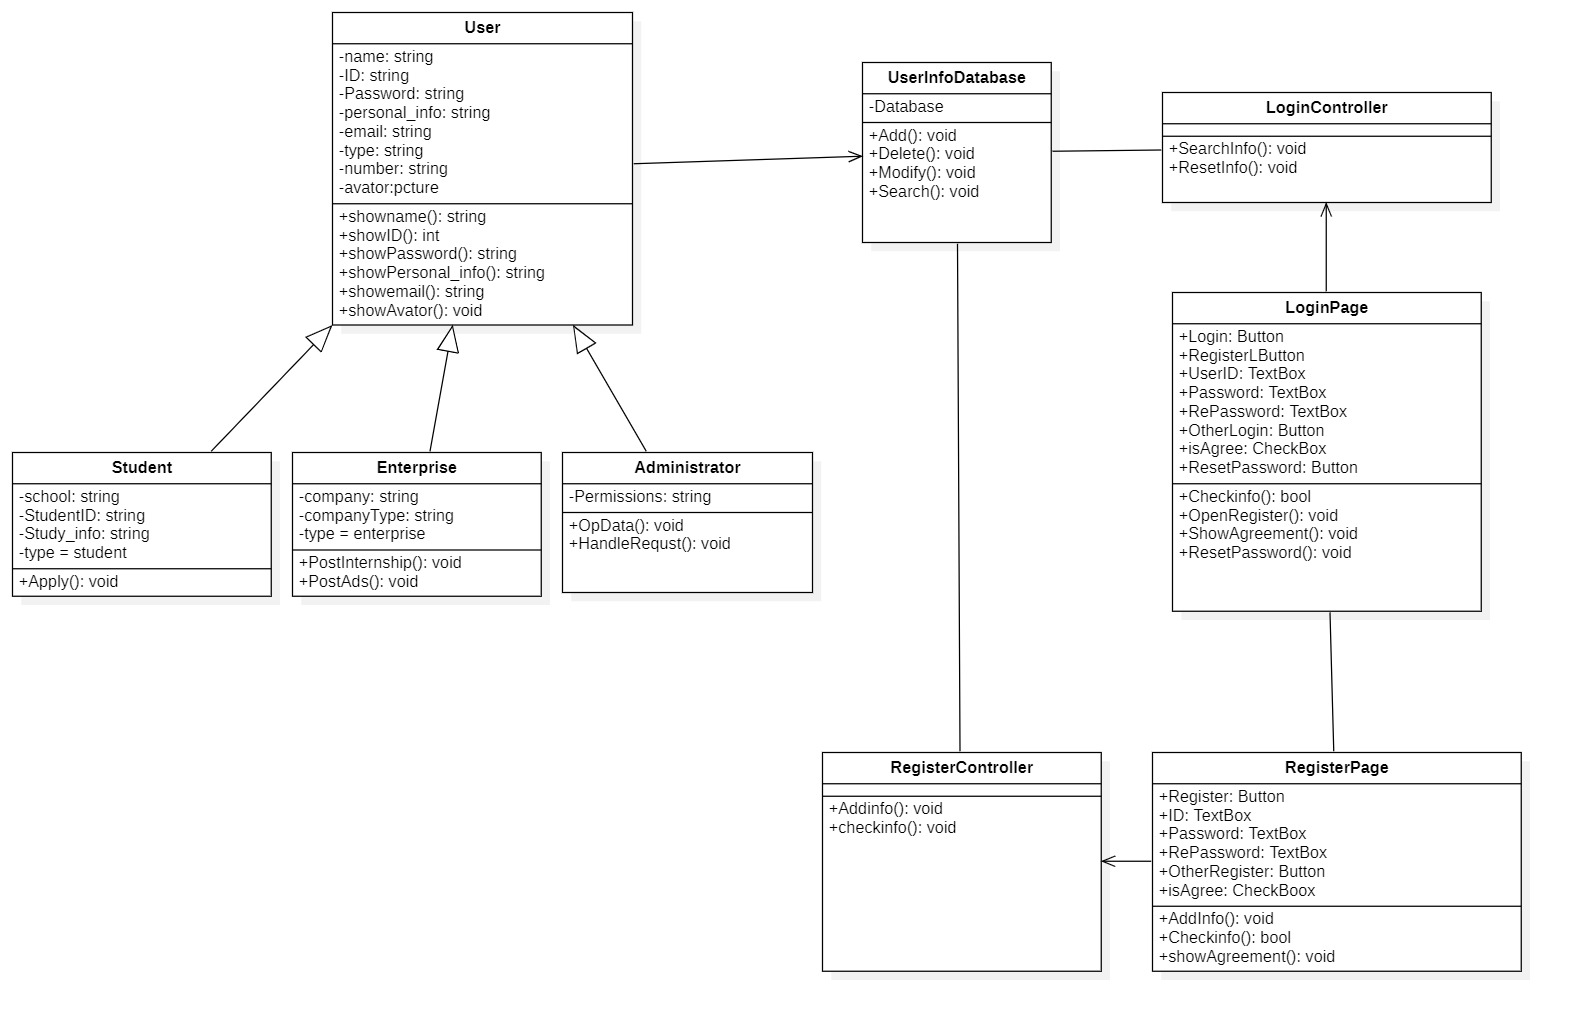 User
-name: string
-ID: string
-Password: string
-personal_info: string
-email: string
-type: string
-number: string
-avator:pcture
+showname(): string
+showID(): int
+showPassword(): string
+showPersonal_info(): string
+showemail(): string
+showAvator(): void
UserInfoDatabase
-Database
+Add(): void
+Delete(): void
+Modify(): void
+Search(): void
LoginController
+SearchInfo(): void
+ResetInfo(): void
LoginPage
+Login: Button
+RegisterLButton
+UserID: TextBox
+Password: TextBox
+RePassword: TextBox
+OtherLogin: Button
+isAgree: CheckBox
+ResetPassword: Button
+Checkinfo(): bool
+OpenRegister(): void
+ShowAgreement(): void
+ResetPassword(): void
Student
-school: string
-StudentID: string
-Study_info: string
-type = student
+Apply(): void
Enterprise
-company: string
-companyType: string
-type = enterprise
+PostInternship(): void
+PostAds(): void
Administrator
-Permissions: string
+OpData(): void
+HandleRequst(): void
RegisterController
+Addinfo(): void
+checkinfo(): void
RegisterPage
+Register: Button
+ID: TextBox
+Password: TextBox
+RePassword: TextBox
+OtherRegister: Button
+isAgree: CheckBoox
+AddInfo(): void
+Checkinfo(): bool
+showAgreement(): void